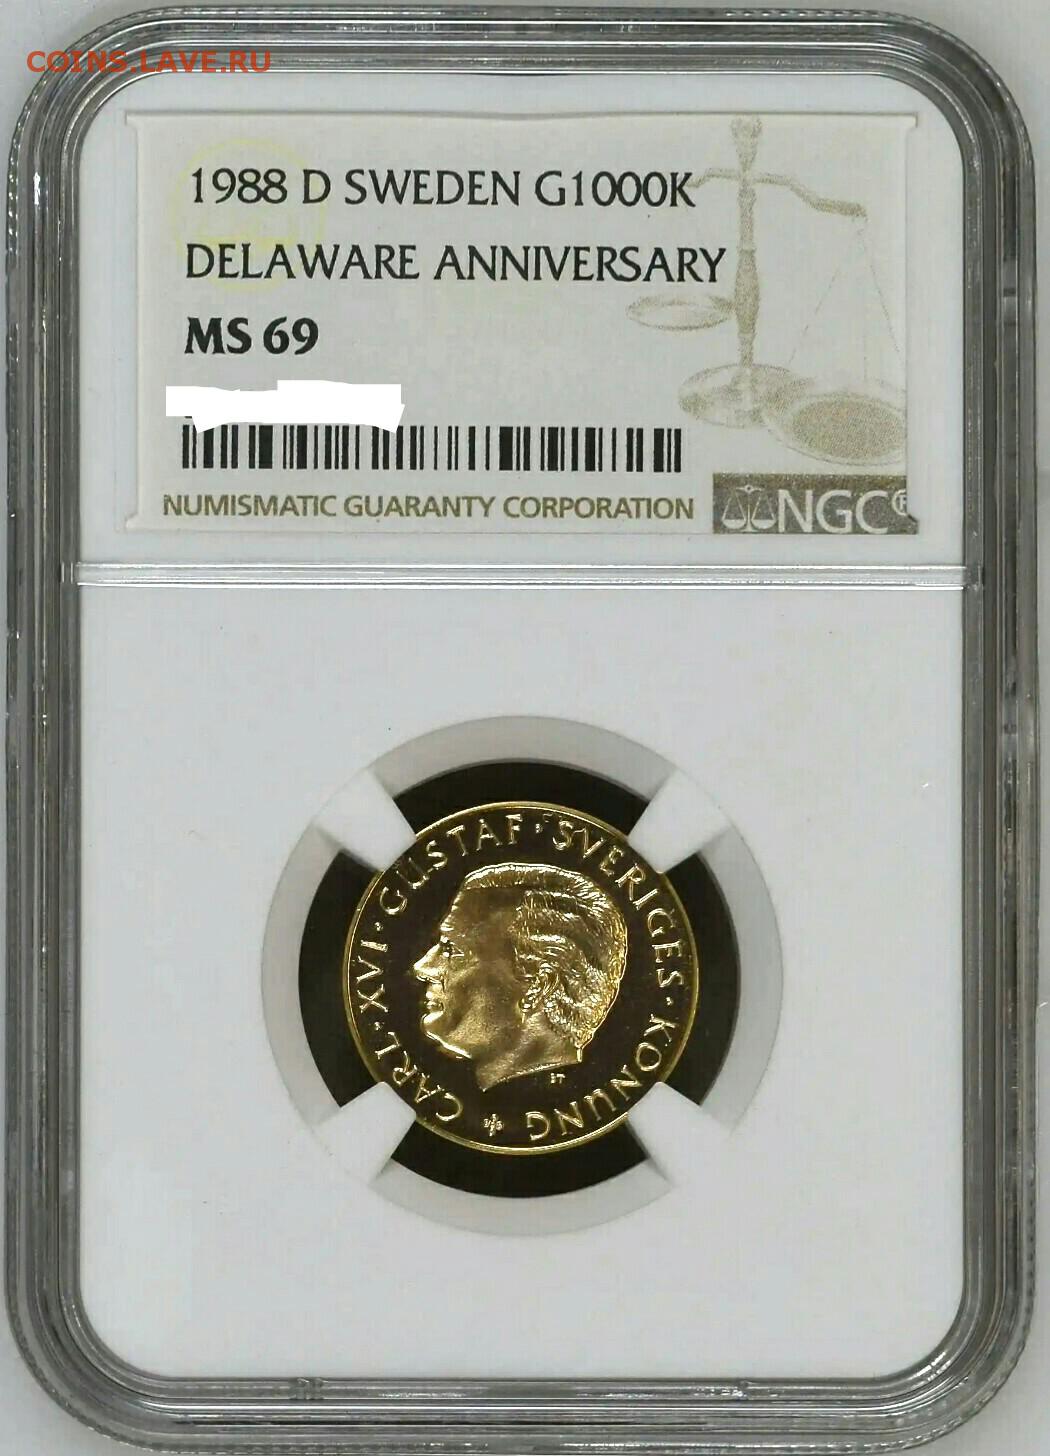 COINS.LAVE.RU
1988 D SWEDEN G1000K
DELAWARE ANNIVERSARY
MS 69
NUMISMATIC GUARANTY CORPORATION
NGC®
CARL · XVI · GUSTAF · SVERIGES · KONUNG